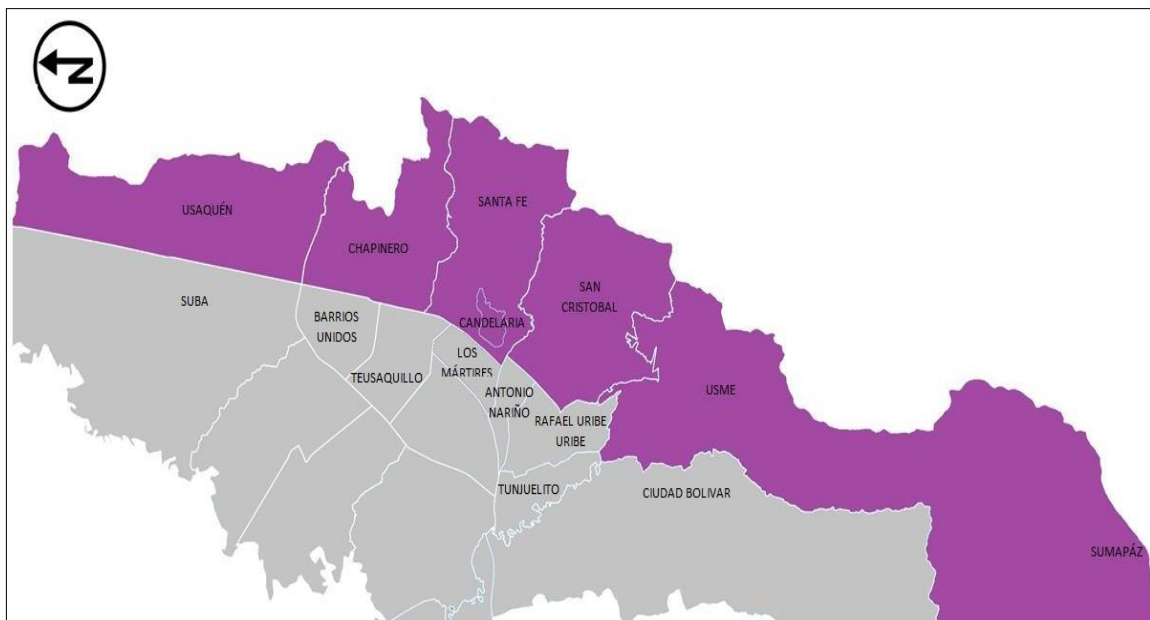 N
USAQUÉN
SANTA FE
CHAPINERO
SUBA
SAN
CRISTOBAL
BARRIOS
UNIDOS
CANDELARIA
LOS
MÁRTIRES
TEUSAQUILLO
ANTONIO
NARIÑO
USME
RAFAEL URIBE
URIBE
TUNJUELITO
CIUDAD BOLIVAR
SUMAPÁZ